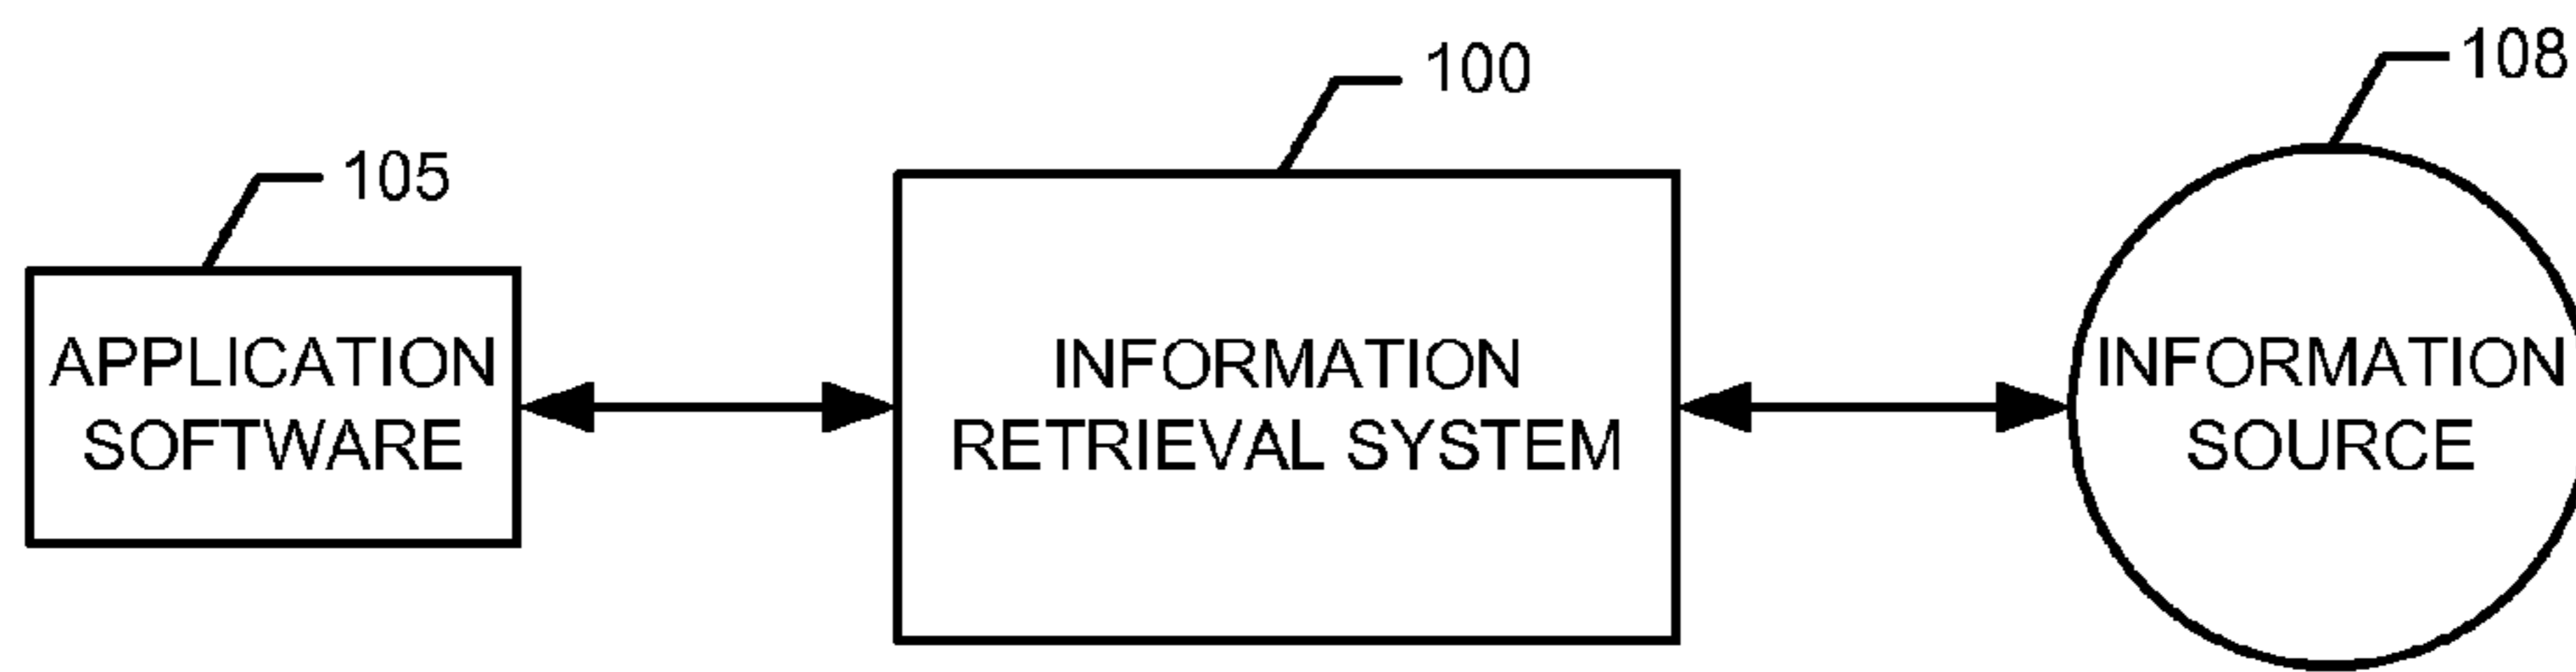 108
100
105
APPLICATION
SOFTWARE
INFORMATION
RETRIEVAL SYSTEM
INFORMATION
SOURCE